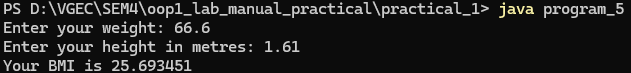 PS D:\VGEC\SEM4\oop1_lab_manual_practical\practical_1> java program_5
Enter your weight: 66.6
Enter your height in metres: 1.61
Your BMI is 25.693451